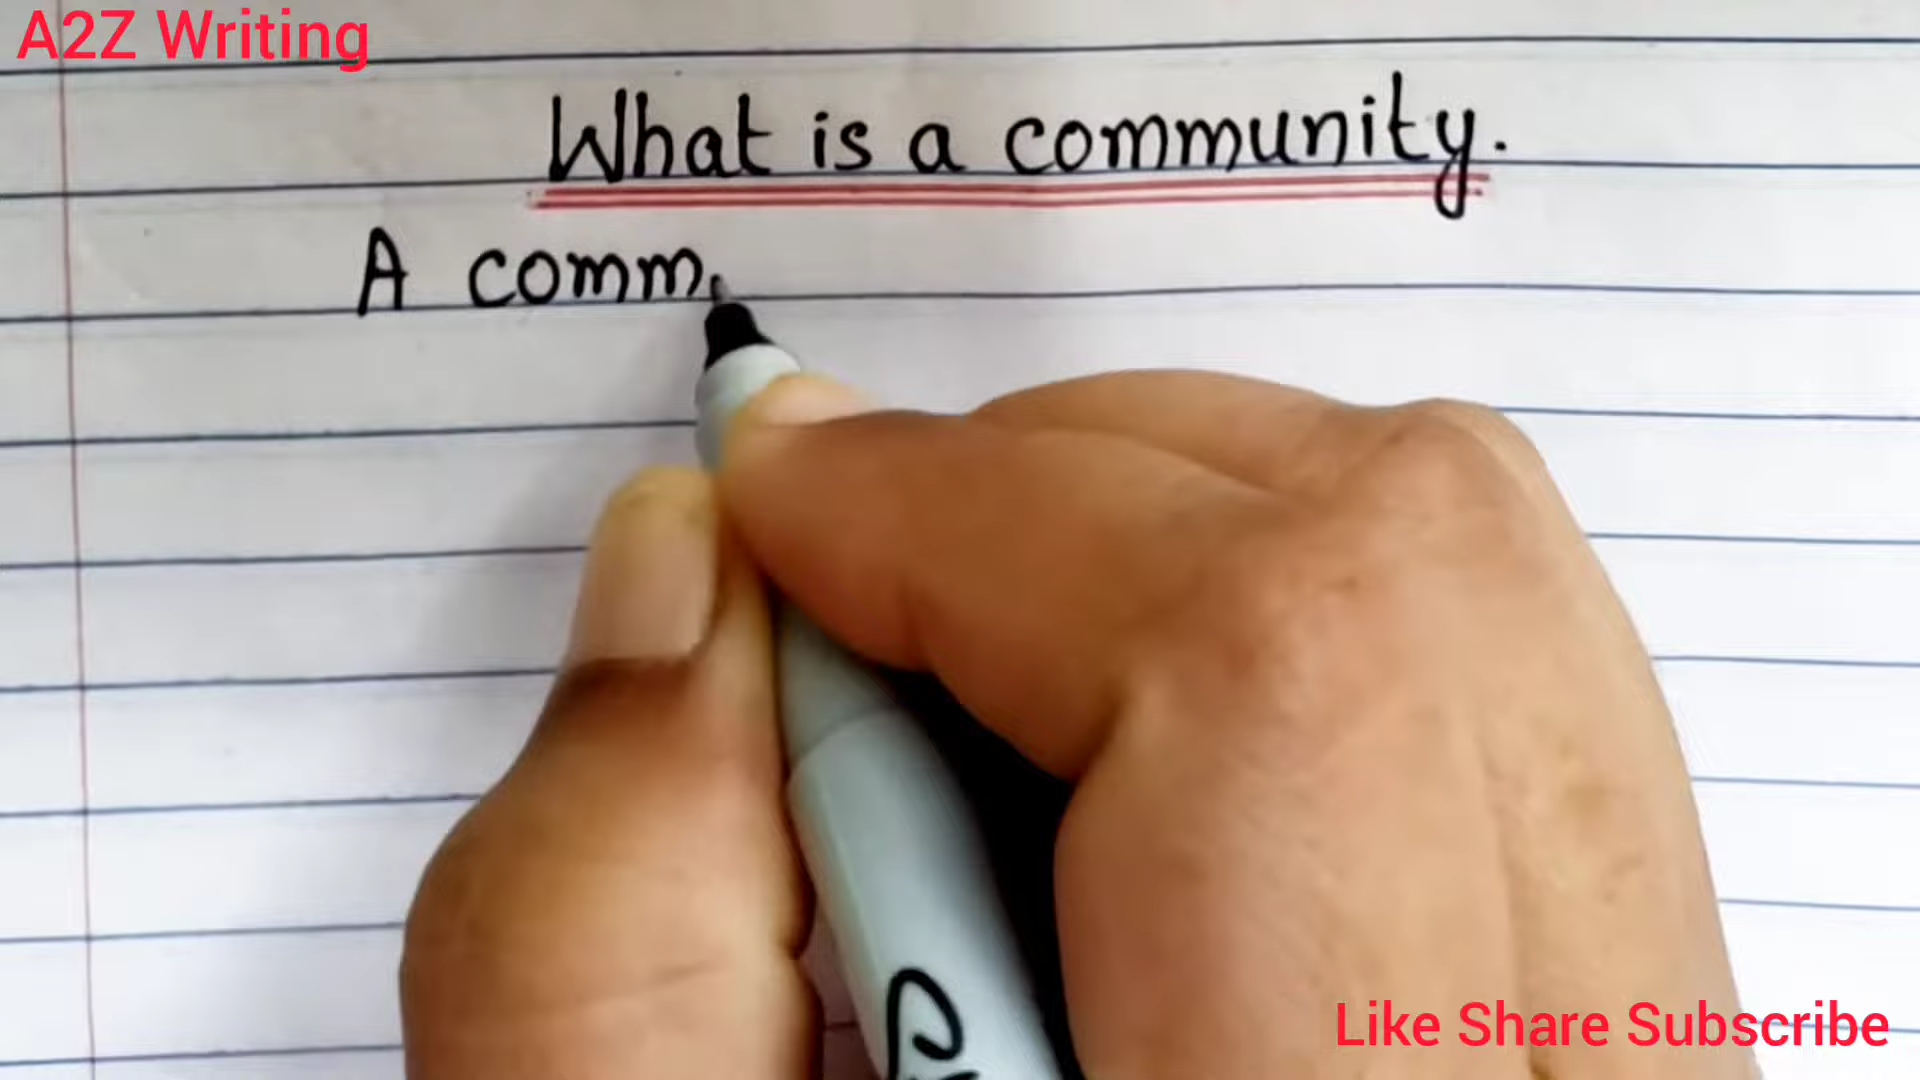 A2Z Writing
What is a community.
A comm
Like Share Subscribe